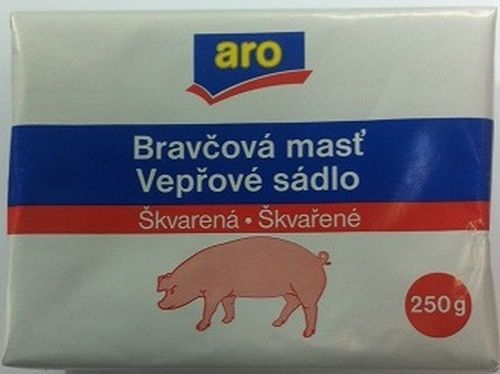 aro
Bravčová masť
Vepřové sádlo
Škvarená • Škvařené
250g